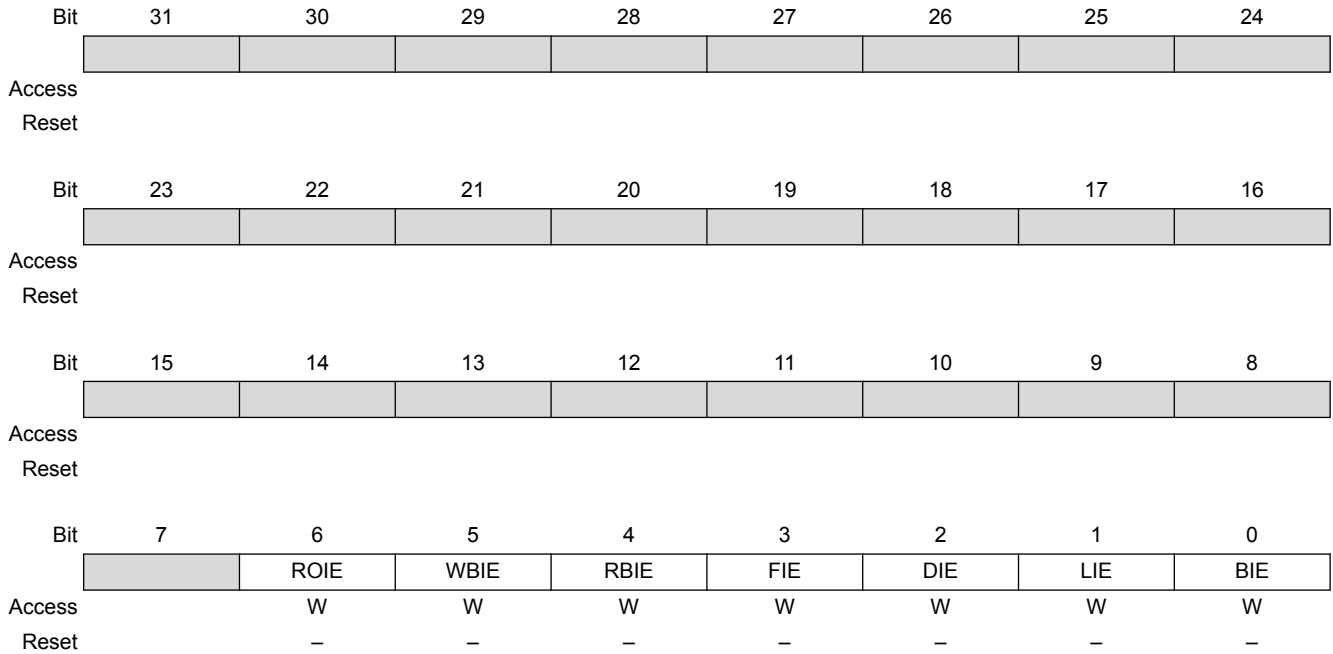 Bit 31 30 29 28 27 26 25 24
Access
Reset
Bit 23 22 21 20 19 18 17 16
Access
Reset
Bit 15 14 13 12 11 10 9 8
Access
Reset
Bit 7 6 5 4 3 2 1 0
ROIE WBIE RBIE FIE DIE LIE BIE
Access W W W W W W W
Reset – – – – – – –